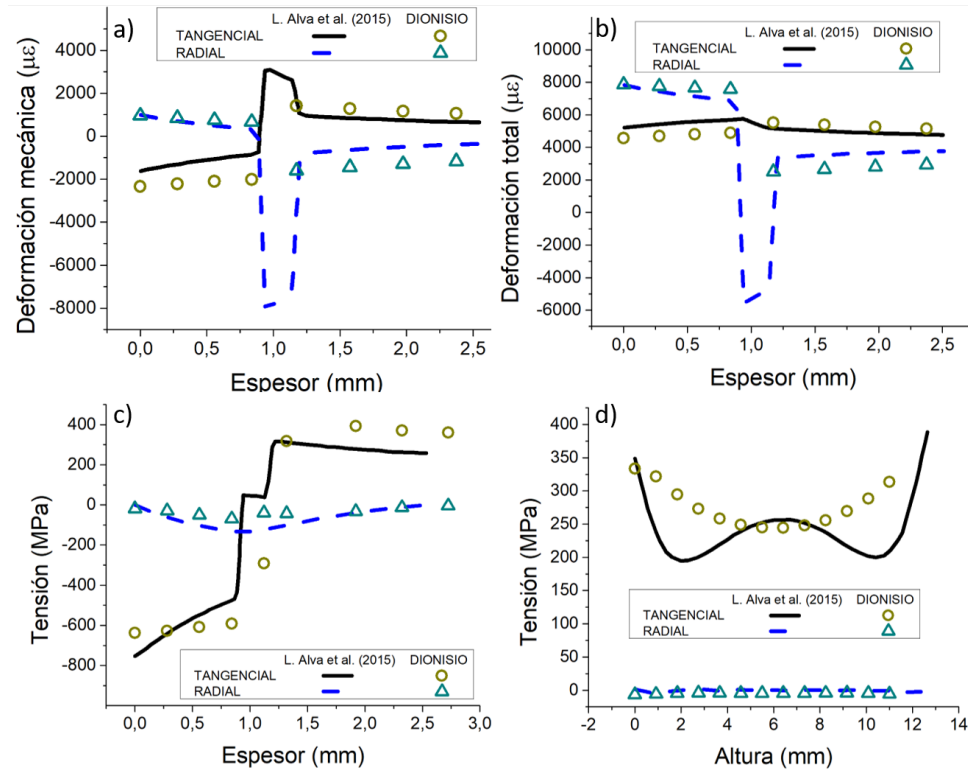 a)
L. Alva et al. (2015) DIONISIO
TANGENCIAL
RADIAL
Deformación mecánica (µε)
4000
2000
0
-2000
-4000
-6000
-8000
0,0 0,5 1,0 1,5 2,0 2,5
Espesor (mm)
b)
L. Alva et al. (2015) DIONISIO
TANGENCIAL
RADIAL
Deformación total (µε)
10000
8000
6000
4000
2000
0
-2000
-4000
-6000
0,0 0,5 1,0 1,5 2,0 2,5
Espesor (mm)
c)
Tensión (MPa)
400
200
0
-200
-400
-600
-800
L. Alva et al. (2015) DIONISIO
TANGENCIAL
RADIAL
0,0 0,5 1,0 1,5 2,0 2,5 3,0
Espesor (mm)
d)
Tensión (MPa)
400
350
300
250
200
150
100
50
0
L. Alva et al. (2015) DIONISIO
TANGENCIAL
RADIAL
-2 0 2 4 6 8 10 12 14
Altura (mm)